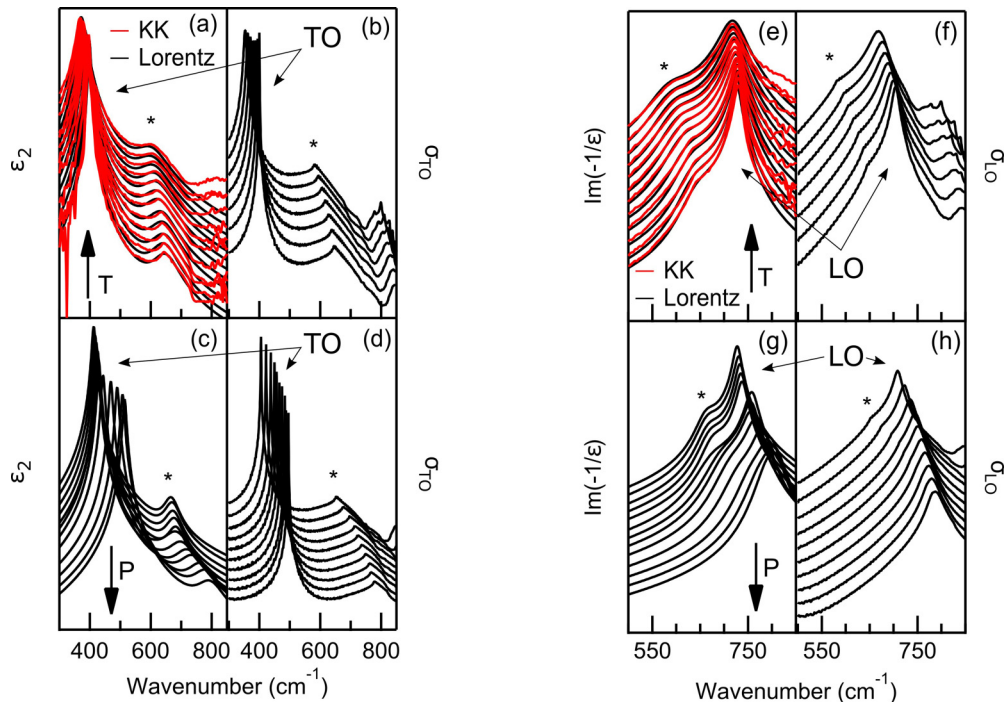 (a)
KK
Lorentz
TO
(b)
*
*
ε₂
σTO
T
(c)
TO
(d)
*
*
ε₂
σTO
P
400 600 800
400 600 800
Wavenumber (cm⁻¹)
(e)
(f)
*
*
Im(-1/ε)
σLO
KK
Lorentz
T
LO
(g)
LO
(h)
*
*
Im(-1/ε)
σLO
P
550 750
550 750
Wavenumber (cm⁻¹)